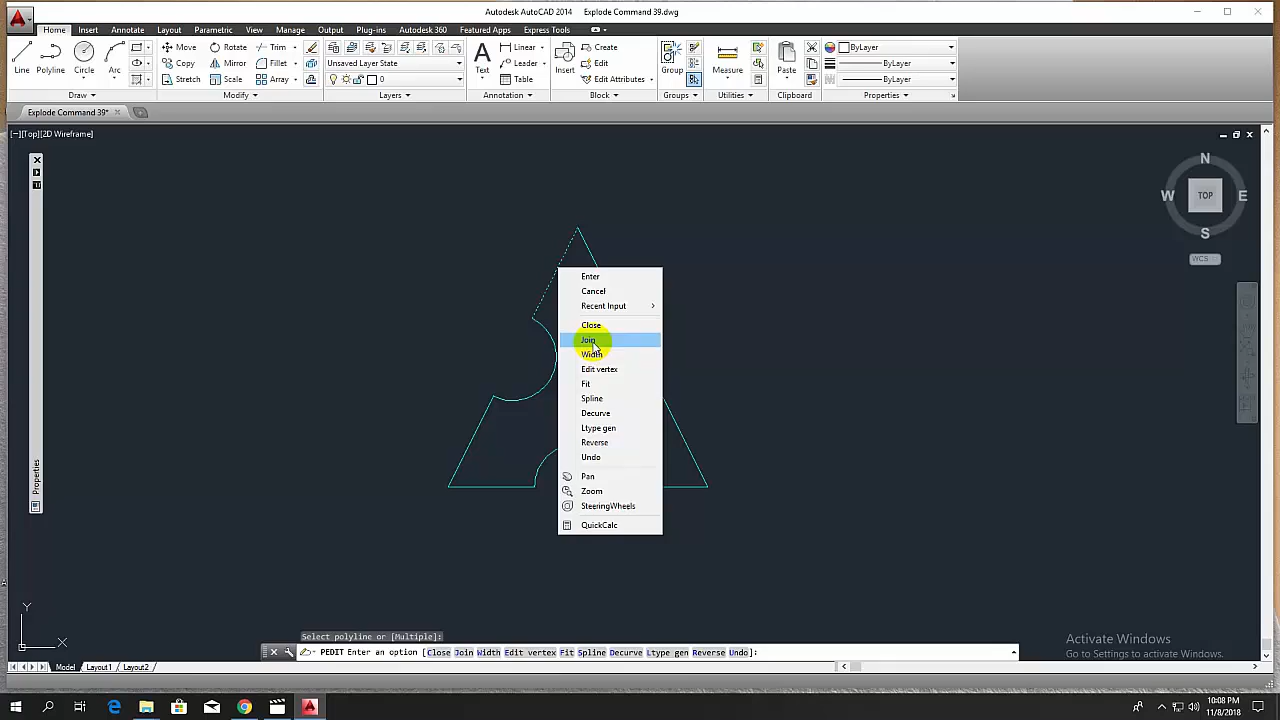 Autodesk AutoCAD 2014 Explode Command 39.dwg
Home Insert Annotate Layout Parametric View Manage Output Plug-ins Autodesk 360 Featured Apps Express Tools
Line Polyline Circle Arc
Move Rotate Trim
Copy Mirror Fillet
Stretch Scale Array
Unsaved Layer State
0
Text
Linear
Leader
Table
Insert
Create
Edit
Edit Attributes
Group
Measure
Paste
ByLayer
ByLayer
ByLayer
Draw Modify Layers Annotation Block Groups Utilities Clipboard Properties
Explode Command 39*
[−][Top][2D Wireframe]
N
W TOP E
S
WCS
Enter
Cancel
Recent Input
Close
Join
Width
Edit vertex
Fit
Spline
Decurve
Ltype gen
Reverse
Undo
Pan
Zoom
SteeringWheels
QuickCalc
Properties
Y
X
Select polyline or [Multiple]:
PEDIT Enter an option [Close Join Width Edit vertex Fit Spline Decurve Ltype gen Reverse Undo]:
Activate Windows
Go to Settings to activate Windows.
Model Layout1 Layout2
10:08 PM
11/8/2018